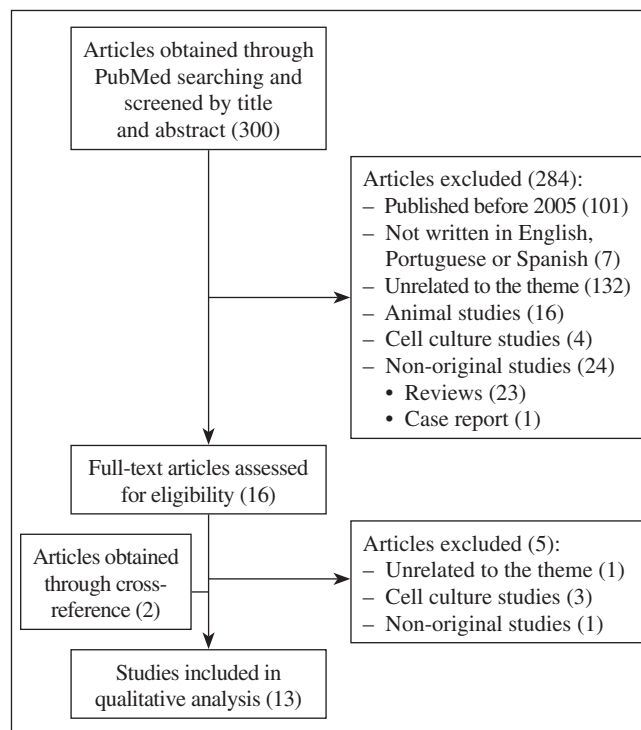 Articles obtained through
PubMed searching and
screened by title
and abstract (300)
Articles excluded (284):
– Published before 2005 (101)
– Not written in English,
Portuguese or Spanish (7)
– Unrelated to the theme (132)
– Animal studies (16)
– Cell culture studies (4)
– Non-original studies (24)
• Reviews (23)
• Case report (1)
Full-text articles assessed
for eligibility (16)
Articles obtained
through cross-
reference (2)
Articles excluded (5):
– Unrelated to the theme (1)
– Cell culture studies (3)
– Non-original studies (1)
Studies included in
qualitative analysis (13)